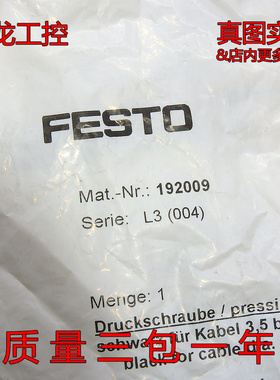 龙工控
真图实
&店内更多
FESTO
Mat.-Nr.: 192009
Serie: L3 (004)
Menge: 1
Druckschraube / pressi
schwarz für Kabel 3,5 b
black for cable
质量一包一年